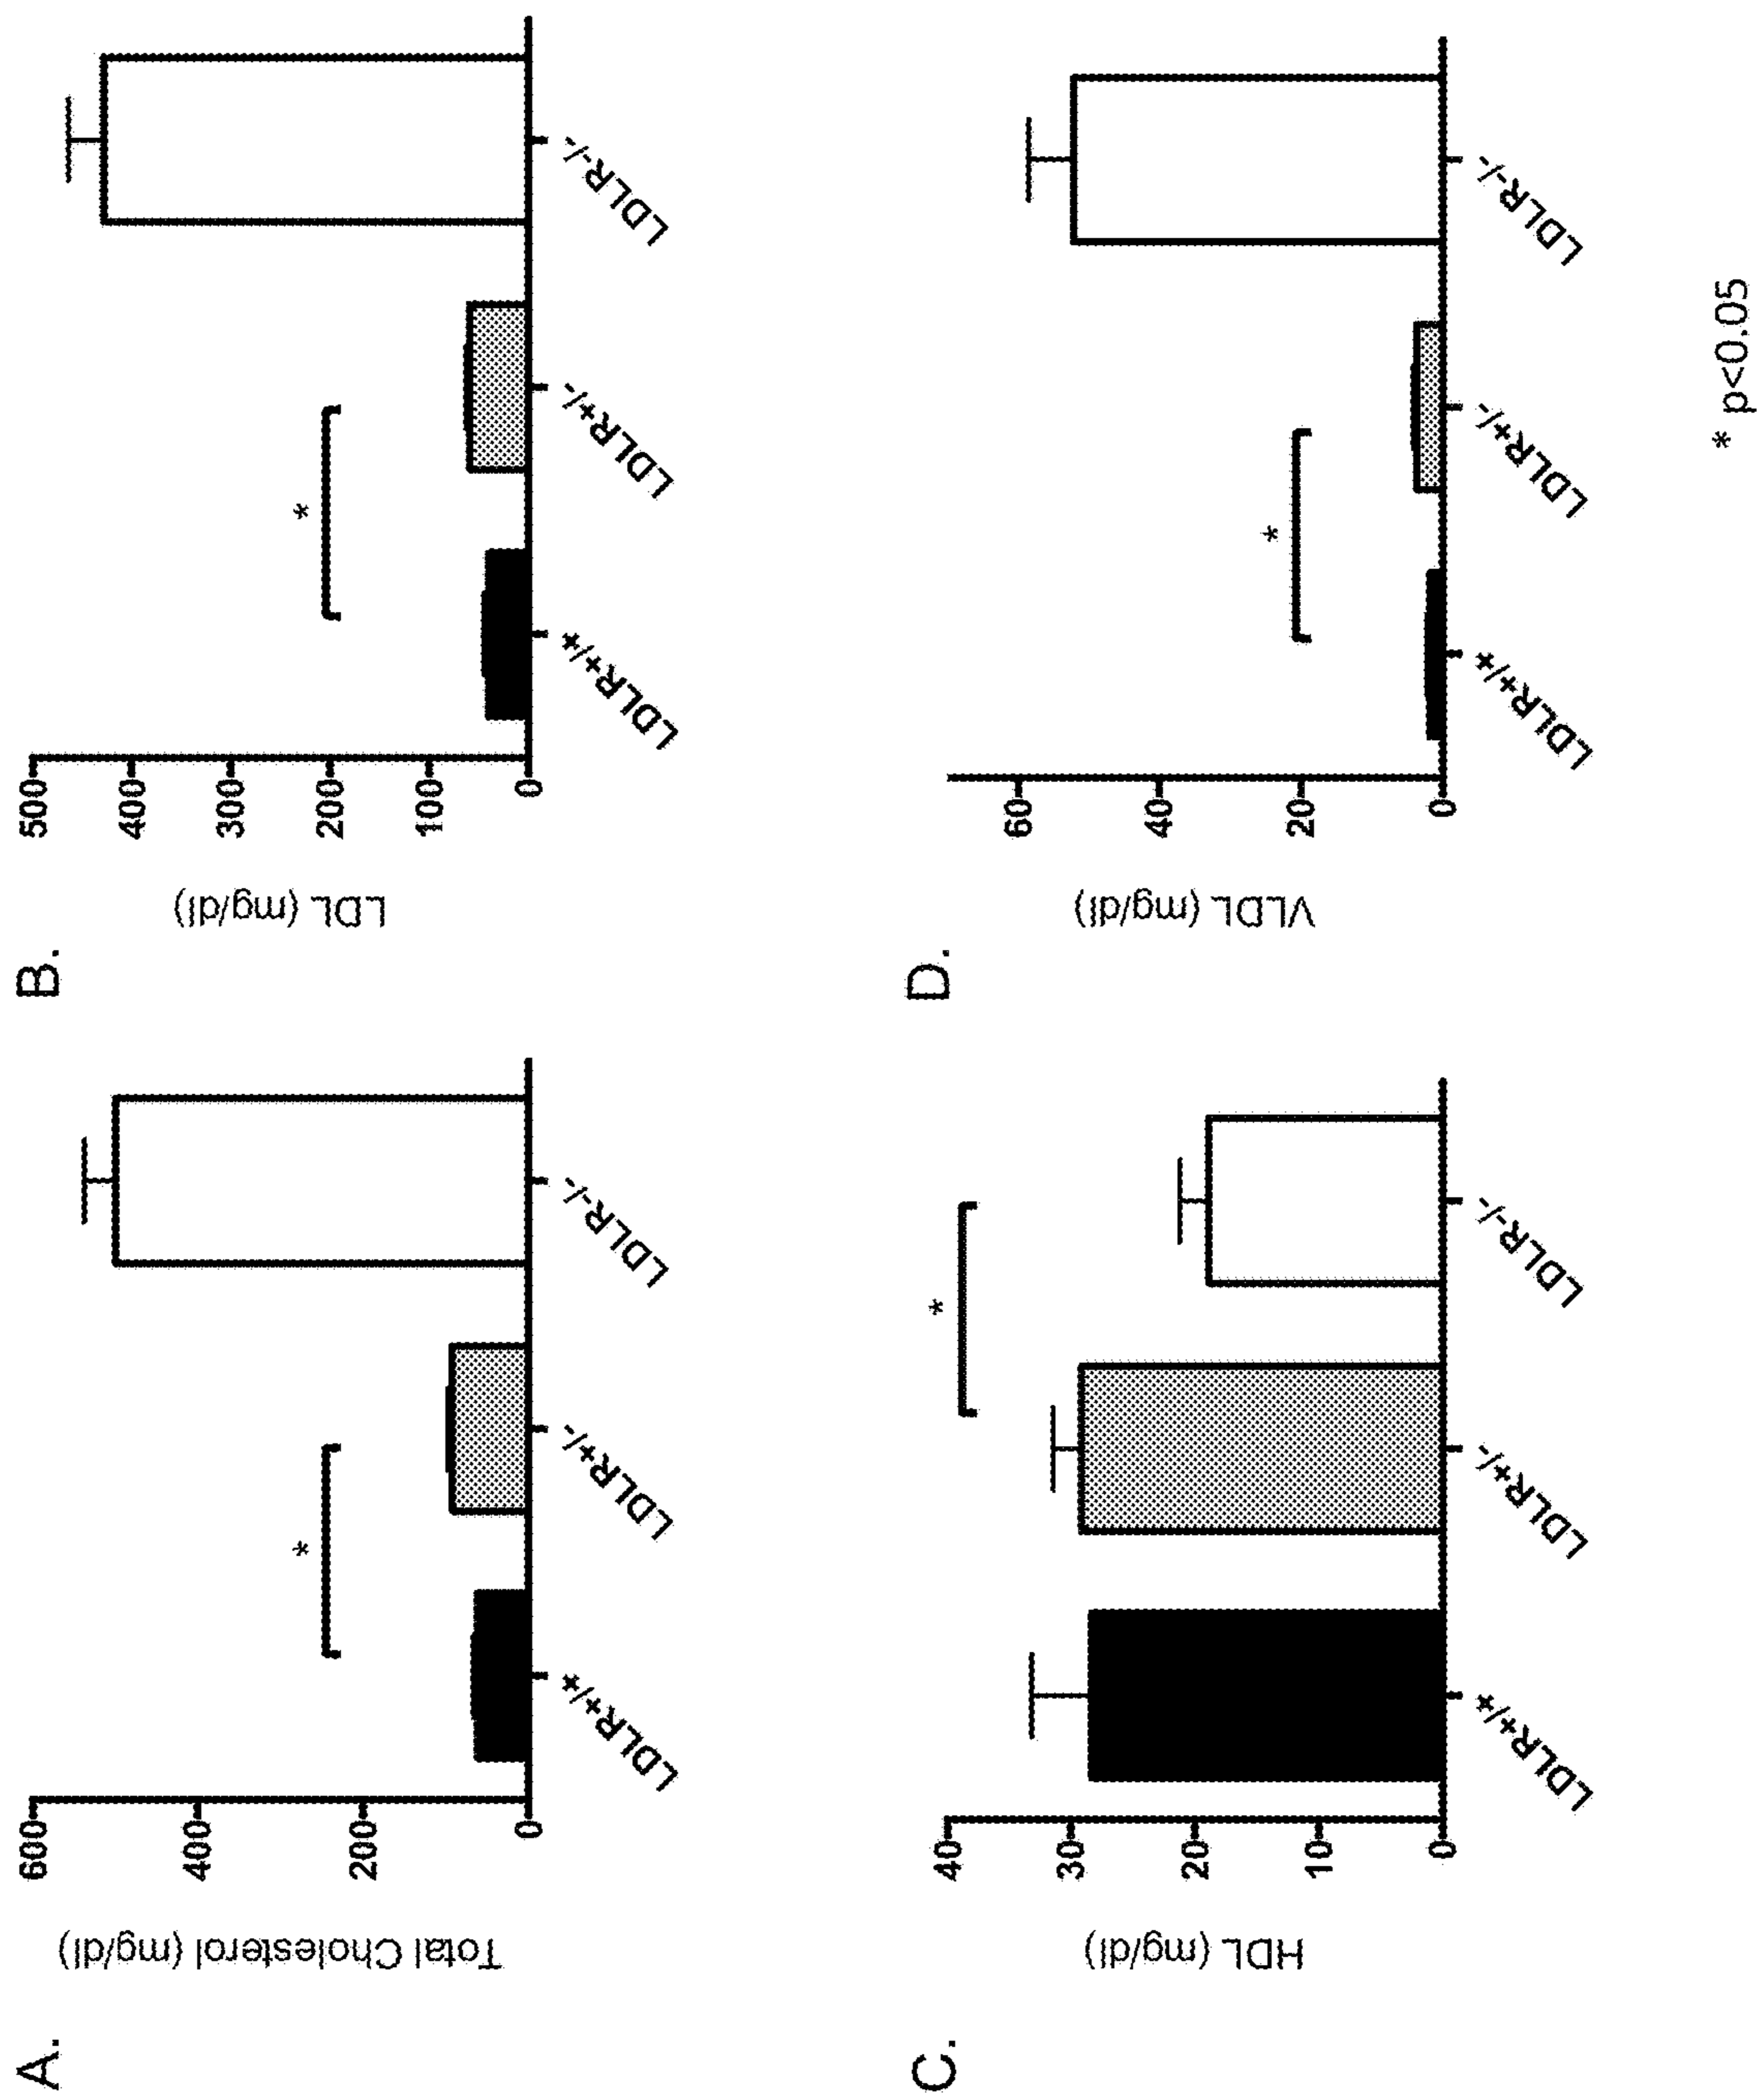 A.
Total Cholesterol (mg/dl)
600
400
200
0
*
LDLR+/+
LDLR+/-
LDLR-/-
B.
LDL (mg/dl)
500
400
300
200
100
0
*
LDLR+/+
LDLR+/-
LDLR-/-
C.
HDL (mg/dl)
40
30
20
10
0
*
LDLR+/+
LDLR+/-
LDLR-/-
D.
VLDL (mg/dl)
60
40
20
0
*
LDLR+/+
LDLR+/-
LDLR-/-
* p<0.05